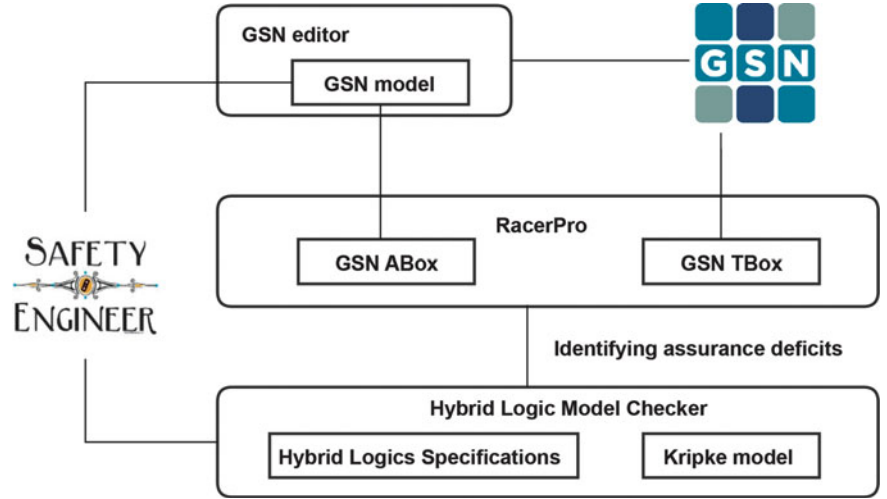 GSN editor
GSN model
GSN
RacerPro
GSN ABox
GSN TBox
SAFETY
ENGINEER
Identifying assurance deficits
Hybrid Logic Model Checker
Hybrid Logics Specifications
Kripke model